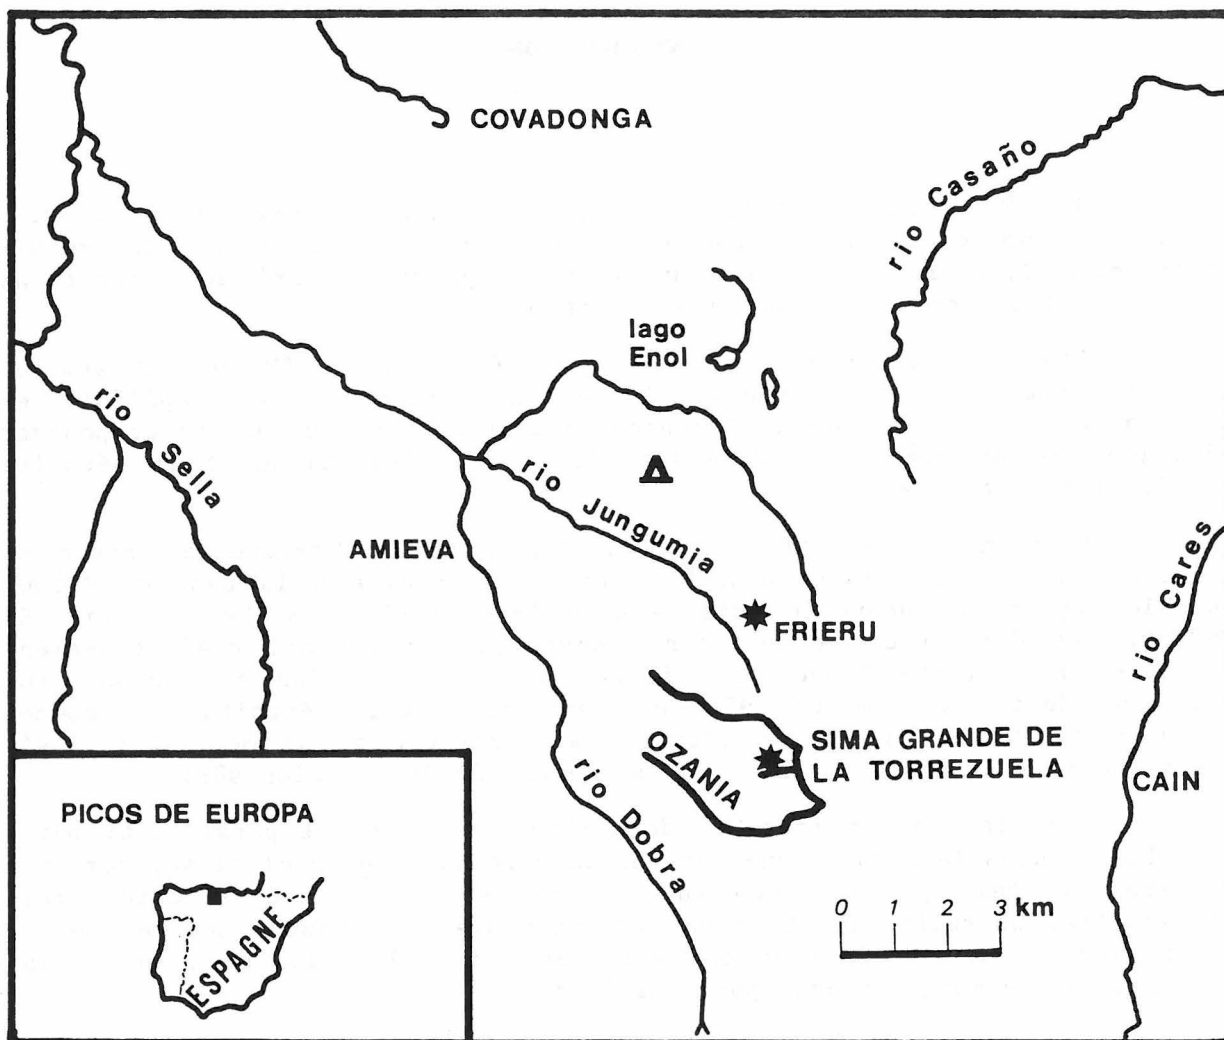 COVADONGA
rio Casaño
lago
Enol
rio Sella
rio Jungumia
AMIEVA
rio Cares
FRIERU
OZANIA
SIMA GRANDE DE
LA TORREZUELA
CAIN
rio Dobra
PICOS DE EUROPA
ESPAGNE
0 1 2 3 km